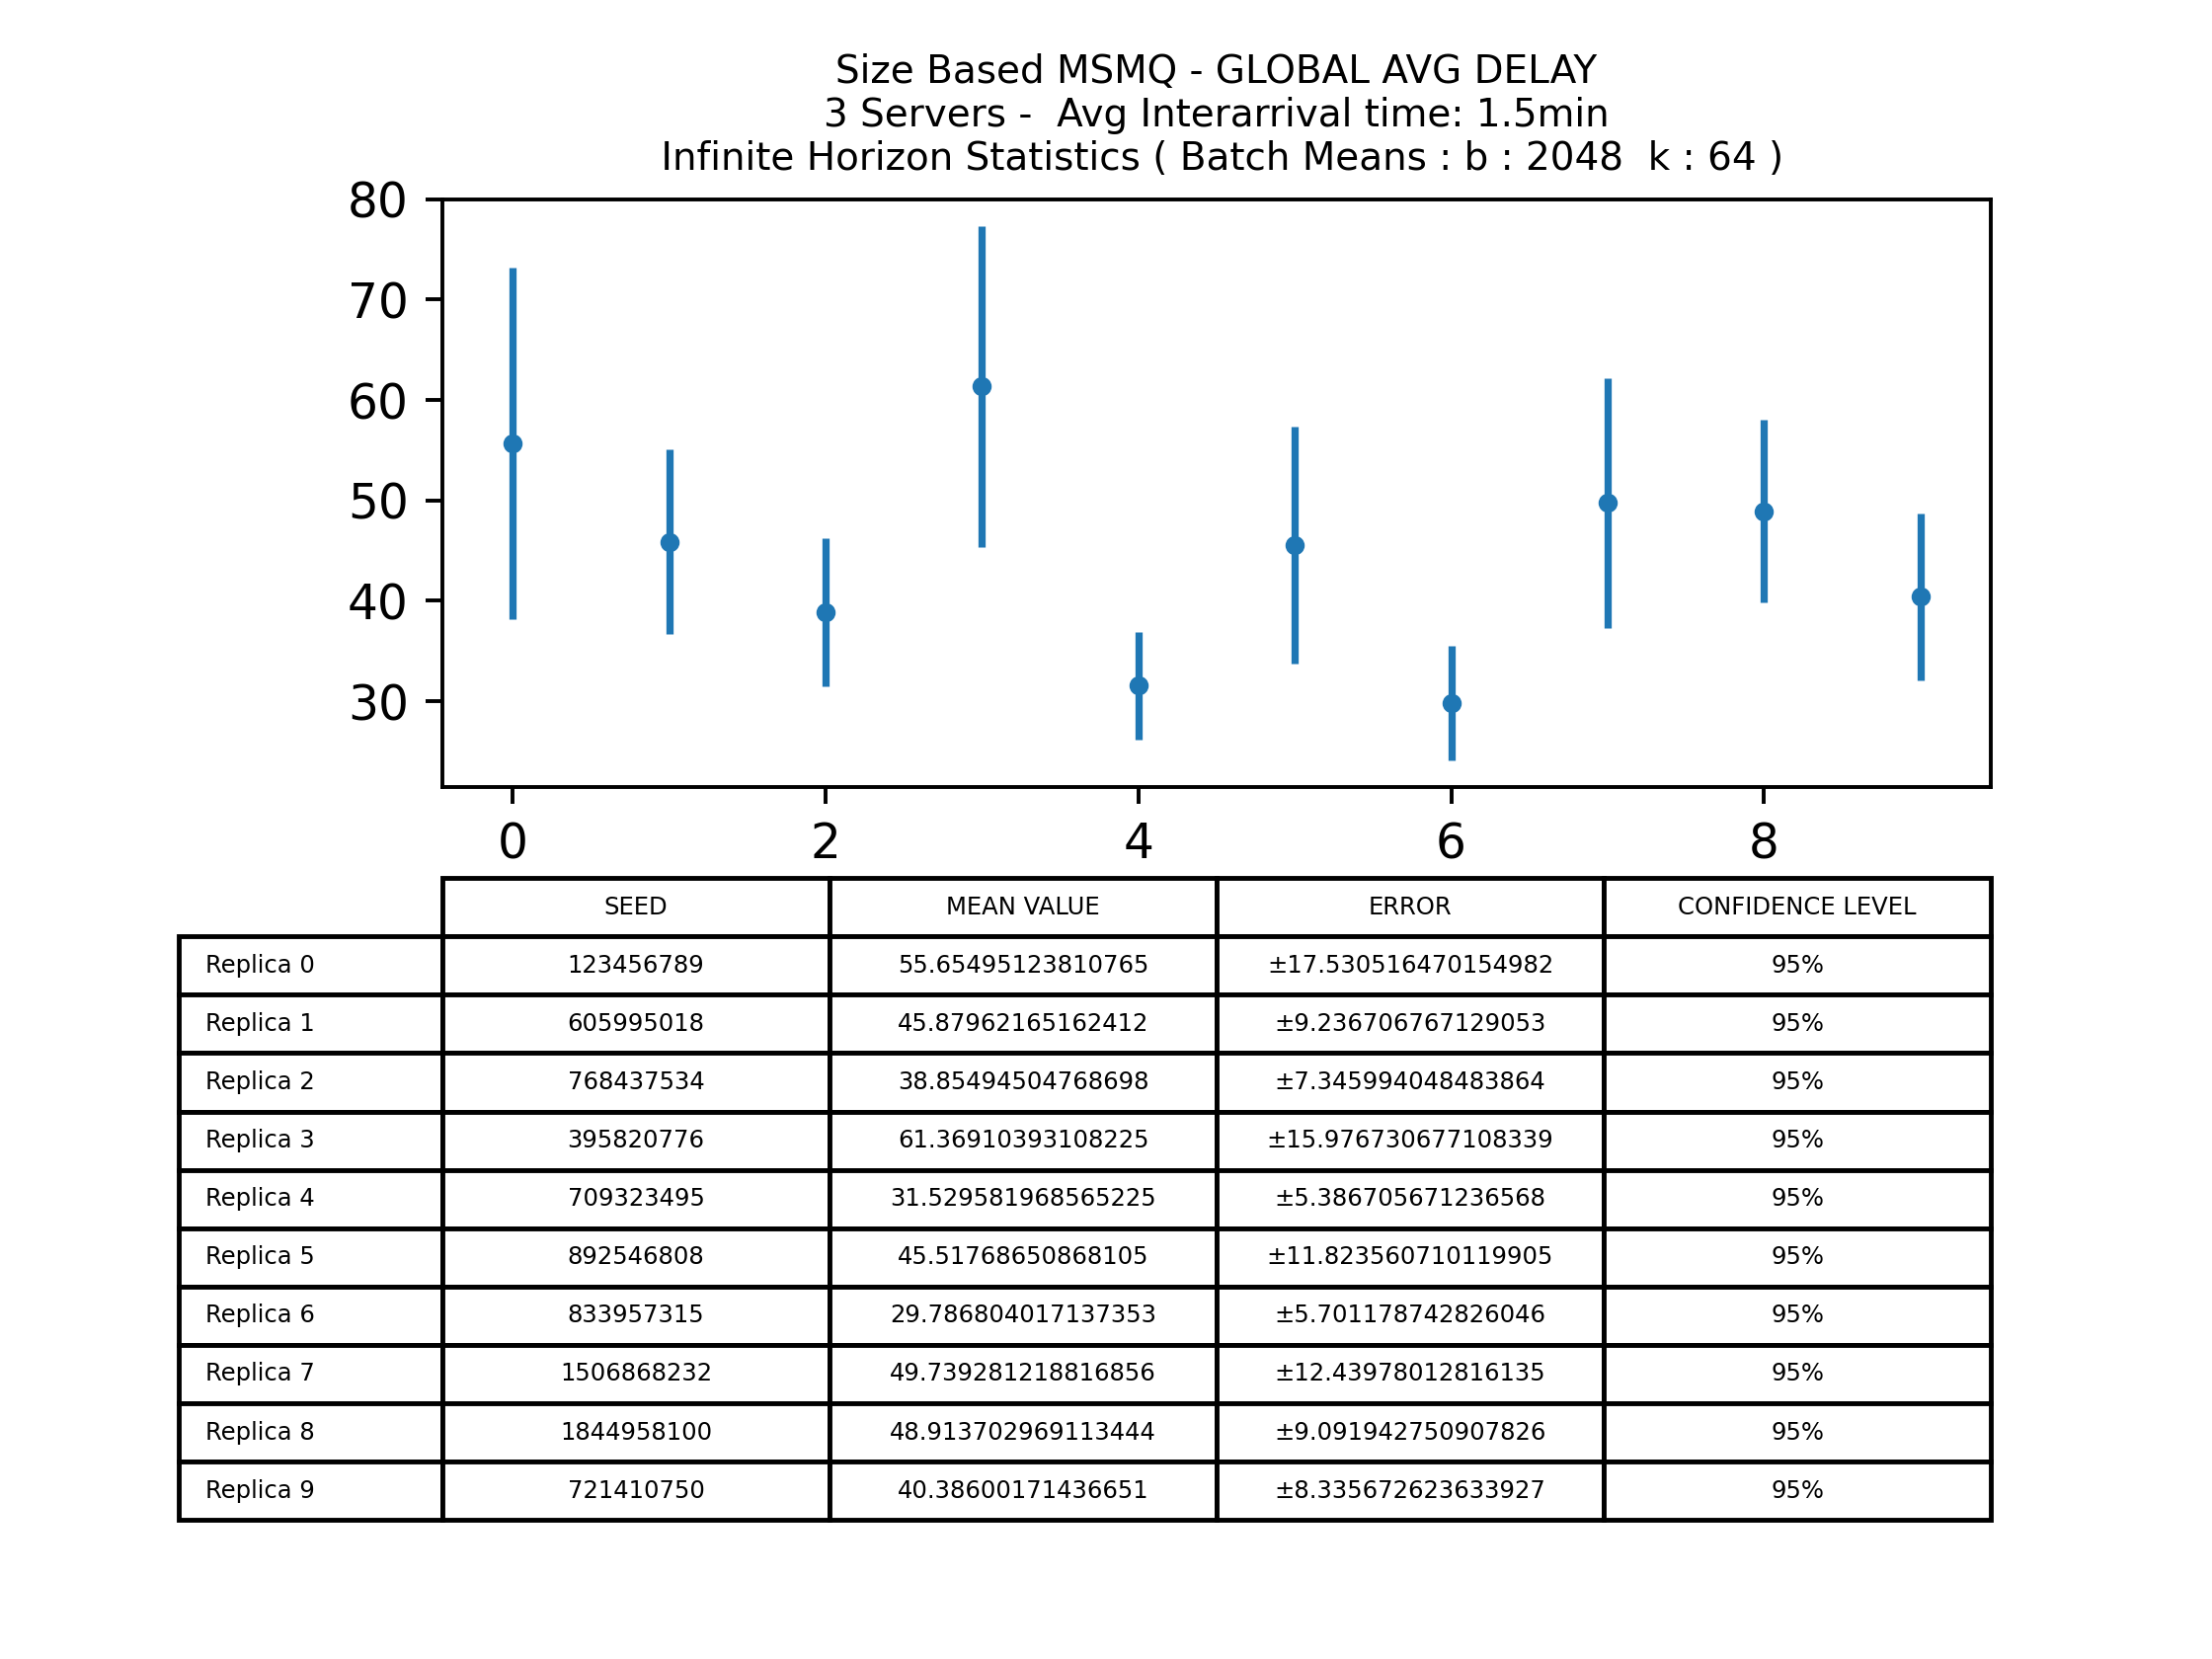 Size Based MSMQ - GLOBAL AVG DELAY
3 Servers -  Avg Interarrival time: 1.5min
Infinite Horizon Statistics ( Batch Means : b : 2048  k : 64 )
80
70
60
50
40
30
0 2 4 6 8
SEED MEAN VALUE ERROR CONFIDENCE LEVEL
Replica 0 123456789 55.65495123810765 ±17.530516470154982 95%
Replica 1 605995018 45.87962165162412 ±9.236706767129053 95%
Replica 2 768437534 38.85494504768698 ±7.345994048483864 95%
Replica 3 395820776 61.36910393108225 ±15.976730677108339 95%
Replica 4 709323495 31.529581968565225 ±5.386705671236568 95%
Replica 5 892546808 45.51768650868105 ±11.823560710119905 95%
Replica 6 833957315 29.786804017137353 ±5.701178742826046 95%
Replica 7 1506868232 49.739281218816856 ±12.43978012816135 95%
Replica 8 1844958100 48.913702969113444 ±9.091942750907826 95%
Replica 9 721410750 40.38600171436651 ±8.335672623633927 95%